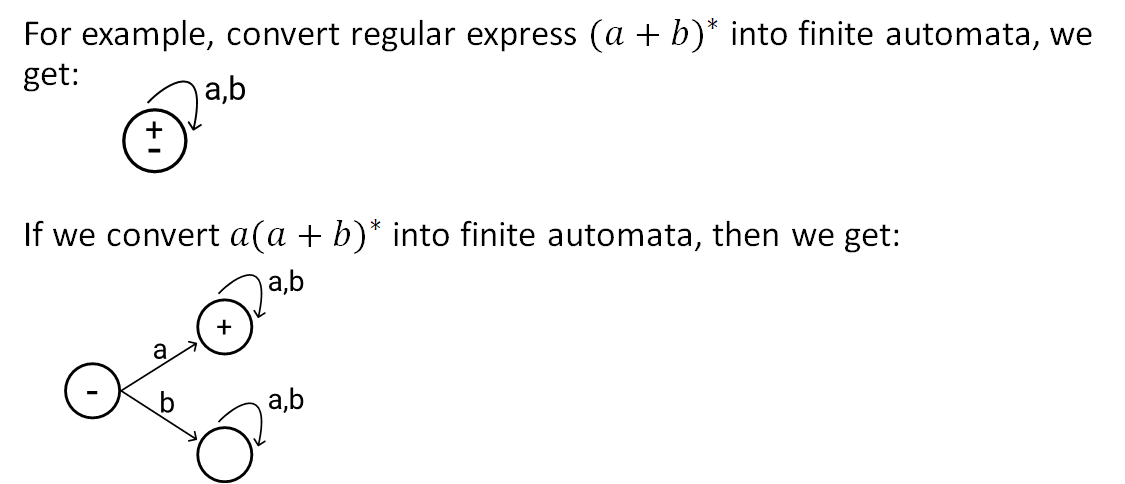 For example, convert regular express (a + b)* into finite automata, we
get:
a,b
+
-
If we convert a(a + b)* into finite automata, then we get:
a,b
+
a
-
b
a,b